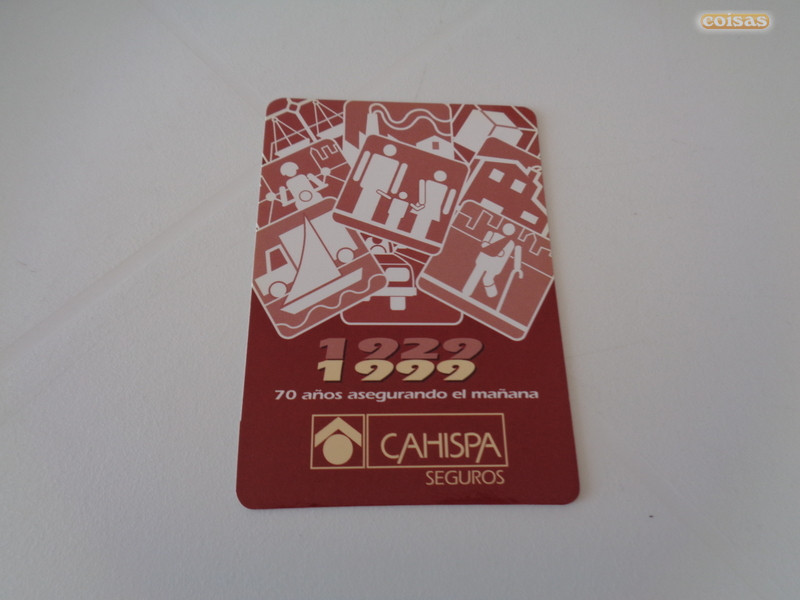 coisas
1929
1999
70 años asegurando el mañana
CAHISPA
SEGUROS